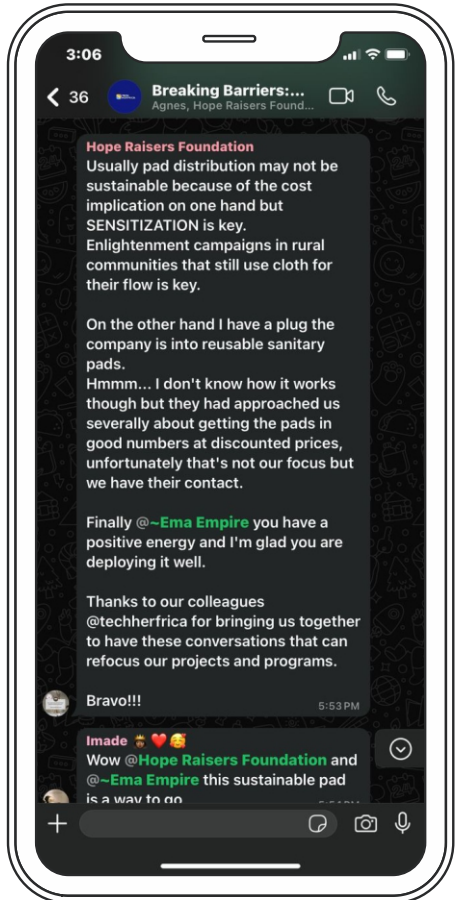 3:06
36
Breaking Barriers:...
Agnes, Hope Raisers Found...
Hope Raisers Foundation
Usually pad distribution may not be
sustainable because of the cost
implication on one hand but
SENSITIZATION is key.
Enlightenment campaigns in rural
communities that still use cloth for
their flow is key.
On the other hand I have a plug the
company is into reusable sanitary
pads.
Hmmm... I don't know how it works
though but they had approached us
severally about getting the pads in
good numbers at discounted prices,
unfortunately that's not our focus but
we have their contact.
Finally @~Ema Empire you have a
positive energy and I'm glad you are
deploying it well.
Thanks to our colleagues
@techherfrica for bringing us together
to have these conversations that can
refocus our projects and programs.
Bravo!!!
5:53 PM
Imade 👸🏾❤️🥰
Wow @Hope Raisers Foundation and
@~Ema Empire this sustainable pad
is a way to go